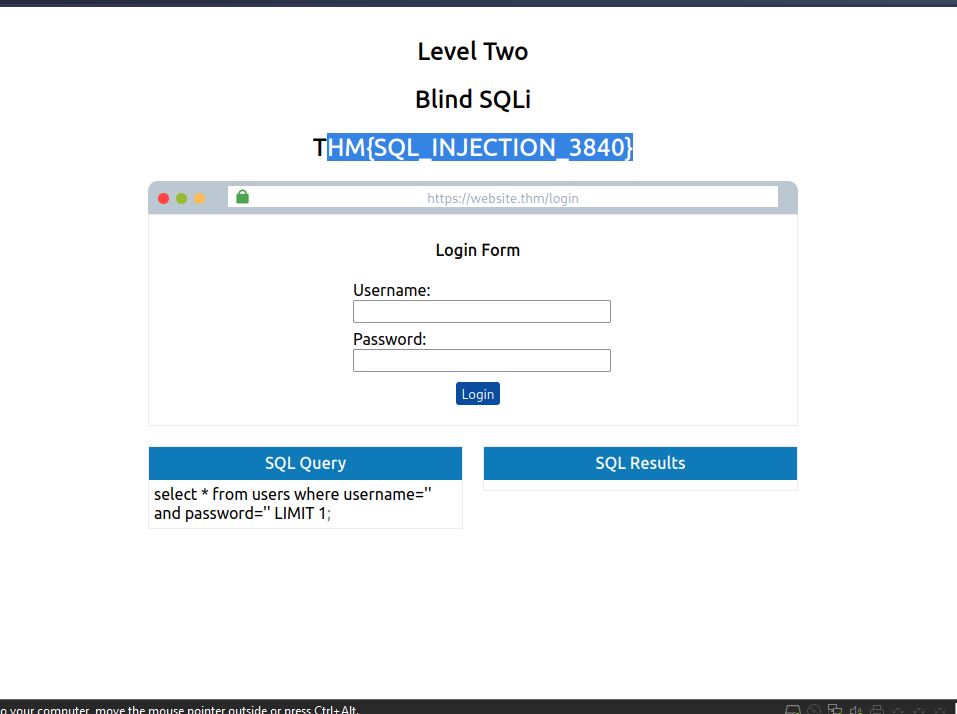 Level Two
Blind SQLi
THM{SQL_INJECTION_3840}
https://website.thm/login
Login Form
Username:
Password:
Login
SQL Query
select * from users where username=''
and password='' LIMIT 1;
SQL Results
o your computer, move the mouse pointer outside or press Ctrl+Alt.